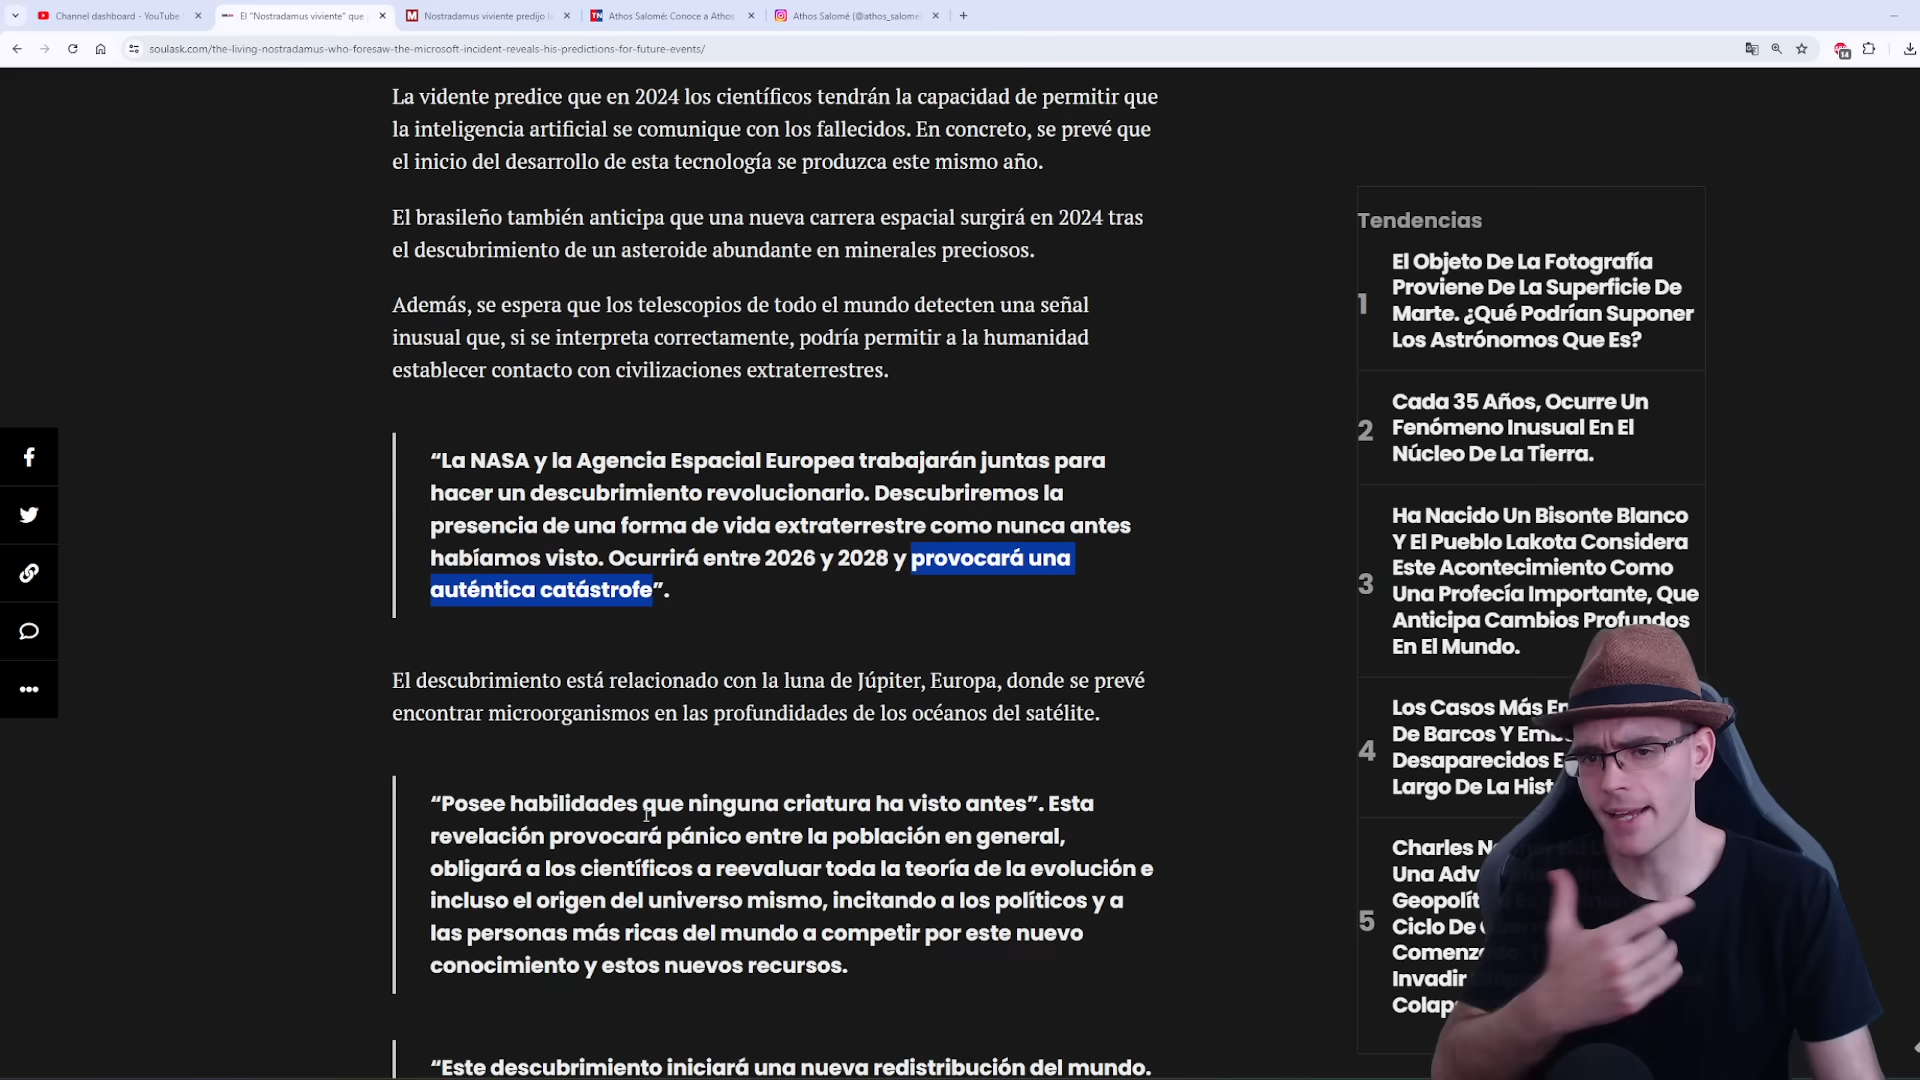 Channel dashboard - YouTube
El "Nostradamus viviente" que
Nostradamus viviente predijo
Athos Salomé: Conoce a Athos
Athos Salomé (@athos_salome
soulask.com/the-living-nostradamus-who-foresaw-the-microsoft-incident-reveals-his-predictions-for-future-events/
14
La vidente predice que en 2024 los científicos tendrán la capacidad de permitir que
la inteligencia artificial se comunique con los fallecidos. En concreto, se prevé que
el inicio del desarrollo de esta tecnología se produzca este mismo año.
El brasileño también anticipa que una nueva carrera espacial surgirá en 2024 tras
el descubrimiento de un asteroide abundante en minerales preciosos.
Además, se espera que los telescopios de todo el mundo detecten una señal
inusual que, si se interpreta correctamente, podría permitir a la humanidad
establecer contacto con civilizaciones extraterrestres.
“La NASA y la Agencia Espacial Europea trabajarán juntas para
hacer un descubrimiento revolucionario. Descubriremos la
presencia de una forma de vida extraterrestre como nunca antes
habíamos visto. Ocurrirá entre 2026 y 2028 y provocará una
auténtica catástrofe”.
El descubrimiento está relacionado con la luna de Júpiter, Europa, donde se prevé
encontrar microorganismos en las profundidades de los océanos del satélite.
“Posee habilidades que ninguna criatura ha visto antes”. Esta
revelación provocará pánico entre la población en general,
obligará a los científicos a reevaluar toda la teoría de la evolución e
incluso el origen del universo mismo, incitando a los políticos y a
las personas más ricas del mundo a competir por este nuevo
conocimiento y estos nuevos recursos.
“Este descubrimiento iniciará una nueva redistribución del mundo.
Tendencias
1
El Objeto De La Fotografía
Proviene De La Superficie De
Marte. ¿Qué Podrían Suponer
Los Astrónomos Que Es?
2
Cada 35 Años, Ocurre Un
Fenómeno Inusual En El
Núcleo De La Tierra.
3
Ha Nacido Un Bisonte Blanco
Y El Pueblo Lakota Considera
Este Acontecimiento Como
Una Profecía Importante, Que
Anticipa Cambios Profundos
En El Mundo.
4
Los Casos Más
De Barcos Y
Desaparecidos
Largo De La
5
Charles
Una
Ciclo De
Invadir